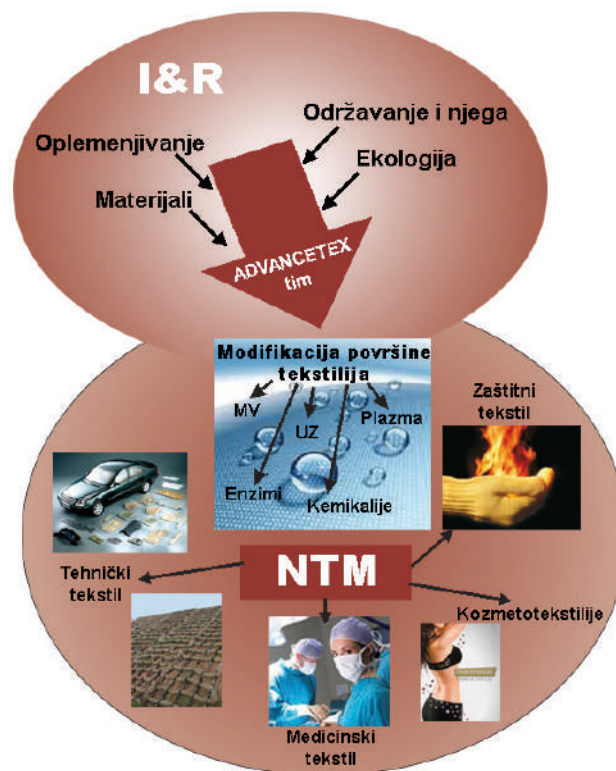 I&R
Održavanje i njega
Oplemenjivanje
Ekologija
Materijali
ADVANCETEX
tim
Modifikacija površine
tekstilija
MV
UZ
Plazma
Enzimi
Kemikalije
Zaštitni
tekstil
NTM
Tehnički
tekstil
Kozmetotekstilije
Medicinski
tekstil